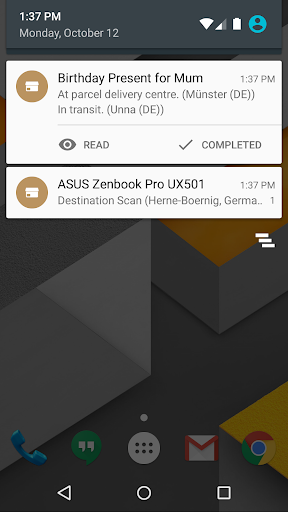 1:37 PM
Monday, October 12
Birthday Present for Mum 1:37 PM
At parcel delivery centre. (Münster (DE))
In transit. (Unna (DE))
READ COMPLETED
ASUS Zenbook Pro UX501 1:37 PM
Destination Scan (Herne-Boernig, Germa.. 1